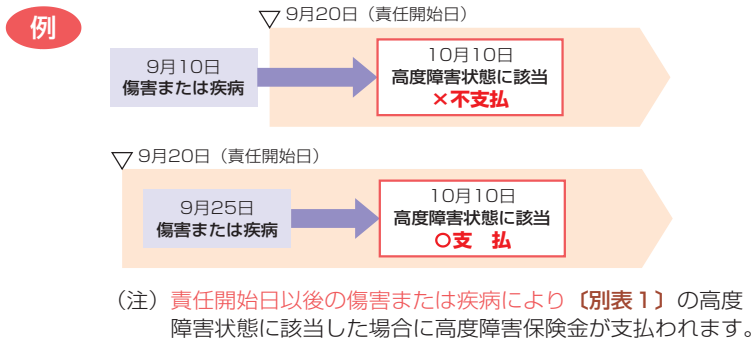 例
▽ 9月20日（責任開始日）
9月10日
傷害または疾病
10月10日
高度障害状態に該当
×不支払
▽ 9月20日（責任開始日）
9月25日
傷害または疾病
10月10日
高度障害状態に該当
○支　払
（注）責任開始日以後の傷害または疾病により〔別表1〕の高度
障害状態に該当した場合に高度障害保険金が支払われます。